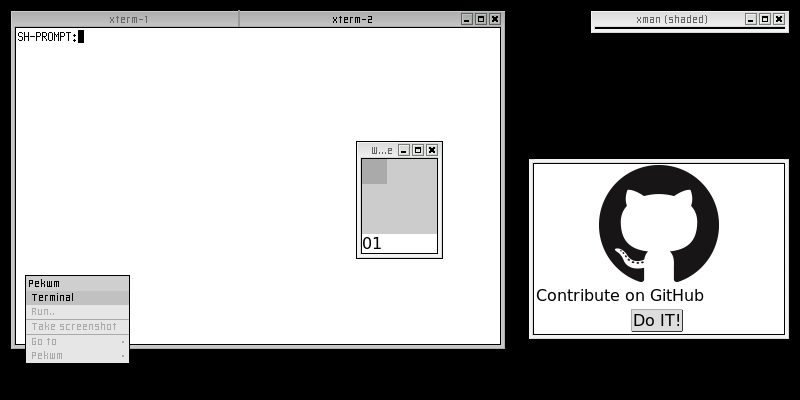 xterm-1
xterm-2
xman (shaded)
SH-PROMPT:
W...e
01
Contribute on GitHub
Do IT!
Pekwm
Terminal
Run..
Take screenshot
Go to
Pekwm